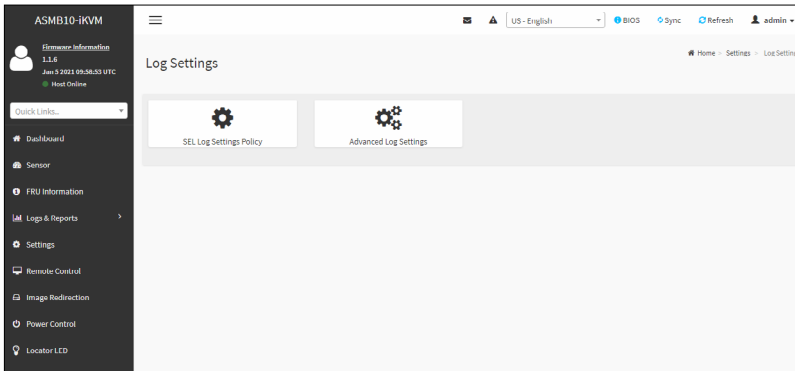 ASMB10-iKVM
Firmware Information
1.1.6
Jan 5 2021 09:58:53 UTC
Host Online
Quick Links...
Dashboard
Sensor
FRU Information
Logs & Reports
Settings
Remote Control
Image Redirection
Power Control
Locator LED
US - English
BIOS
Sync
Refresh
admin
Log Settings
Home > Settings > Log Settin
SEL Log Settings Policy
Advanced Log Settings